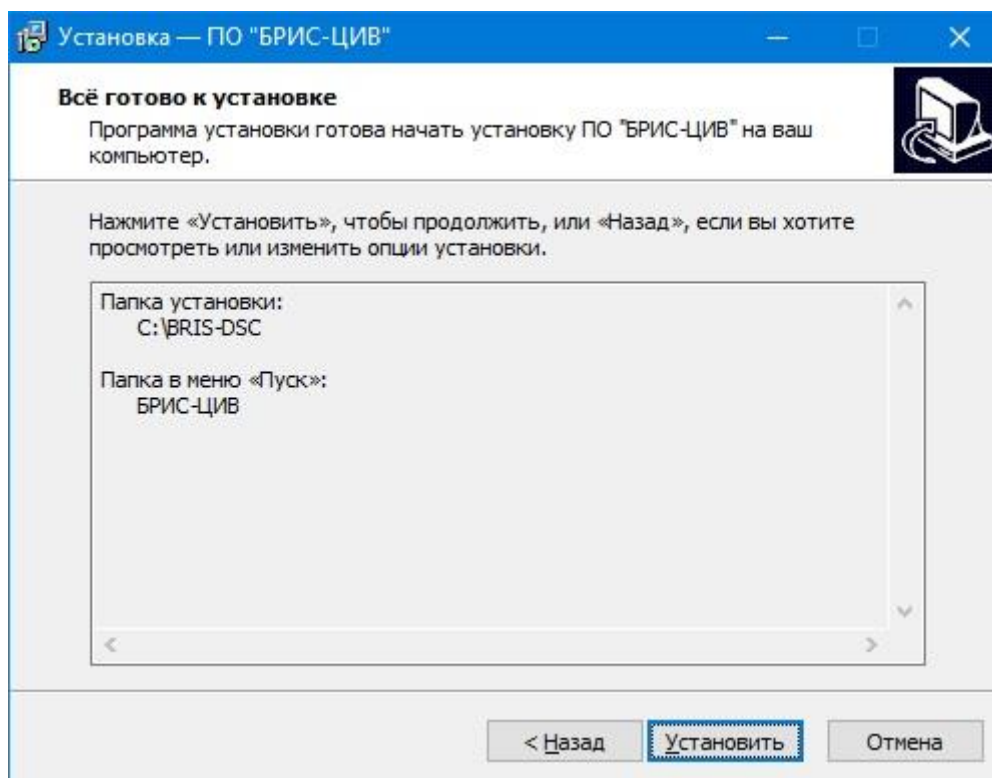 Установка — ПО "БРИС-ЦИВ"
Всё готово к установке
Программа установки готова начать установку ПО "БРИС-ЦИВ" на ваш
компьютер.
Нажмите «Установить», чтобы продолжить, или «Назад», если вы хотите
просмотреть или изменить опции установки.
Папка установки:
C:\BRIS-DSC
Папка в меню «Пуск»:
БРИС-ЦИВ
< Назад Установить Отмена